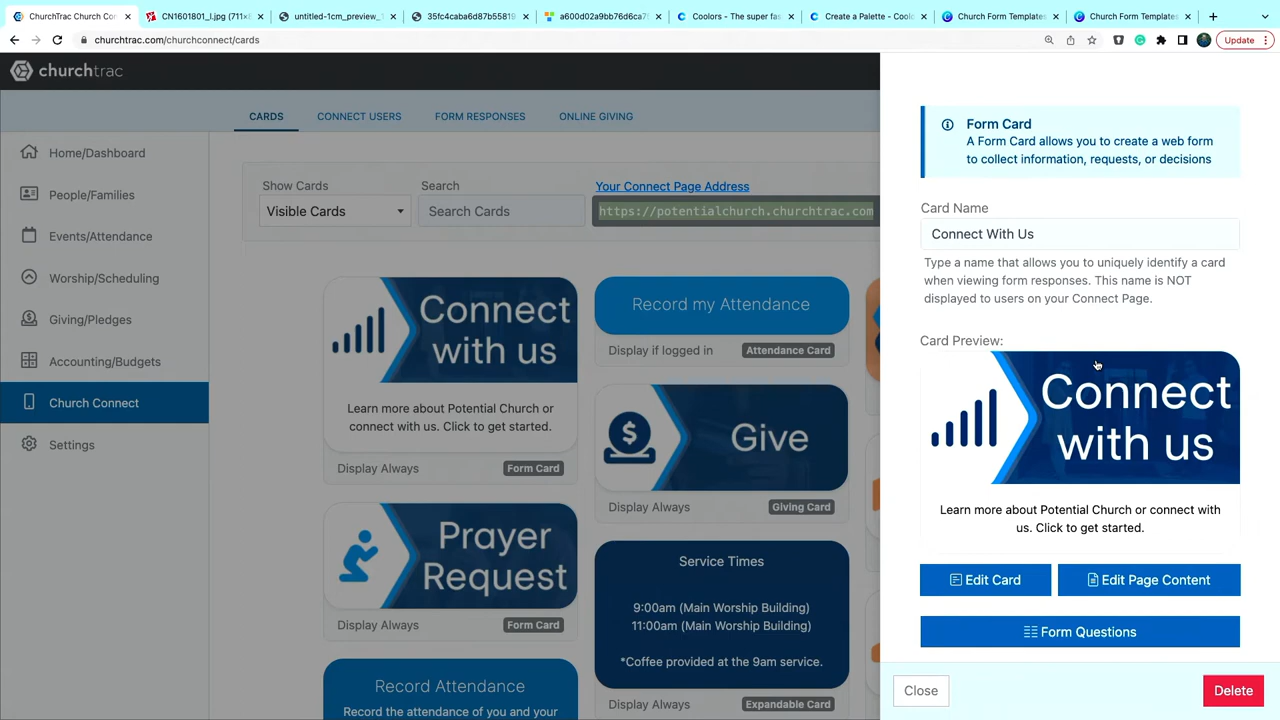 ChurchTrac Church Co
CN1601801_l.jpg (711×8
untitled-1cm_preview_1
35fc4caba6d87b55819
a600d02a9bb76d6ca70
Coolors - The super fas
Create a Palette - Coolo
Church Form Templates
Church Form Templates
churchtrac.com/churchconnect/cards
Update
churchtrac
CARDS
CONNECT USERS
FORM RESPONSES
ONLINE GIVING
Home/Dashboard
People/Families
Events/Attendance
Worship/Scheduling
Giving/Pledges
Accounting/Budgets
Church Connect
Settings
Show Cards
Visible Cards
Search
Search Cards
Your Connect Page Address
https://potentialchurch.churchtrac.com
Connect
with us
Learn more about Potential Church or
connect with us. Click to get started.
Display Always
Form Card
Prayer
Request
Display Always
Form Card
Record Attendance
Record the attendance of you and your
Record my Attendance
Display if logged in
Attendance Card
Give
Display Always
Giving Card
Service Times
9:00am (Main Worship Building)
11:00am (Main Worship Building)
*Coffee provided at the 9am service.
Display Always
Expandable Card
Form Card
A Form Card allows you to create a web form
to collect information, requests, or decisions
Card Name
Connect With Us
Type a name that allows you to uniquely identify a card
when viewing form responses. This name is NOT
displayed to users on your Connect Page.
Card Preview:
Connect
with us
Learn more about Potential Church or connect with
us. Click to get started.
Edit Card
Edit Page Content
Form Questions
Close
Delete